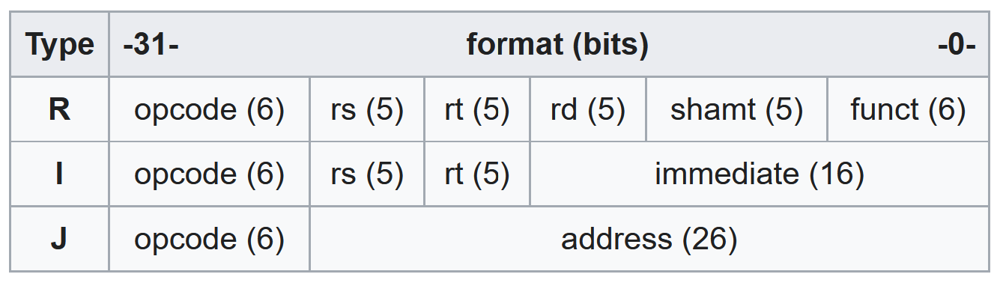 Type -31- format (bits) -0-
R opcode (6) rs (5) rt (5) rd (5) shamt (5) funct (6)
I opcode (6) rs (5) rt (5) immediate (16)
J opcode (6) address (26)